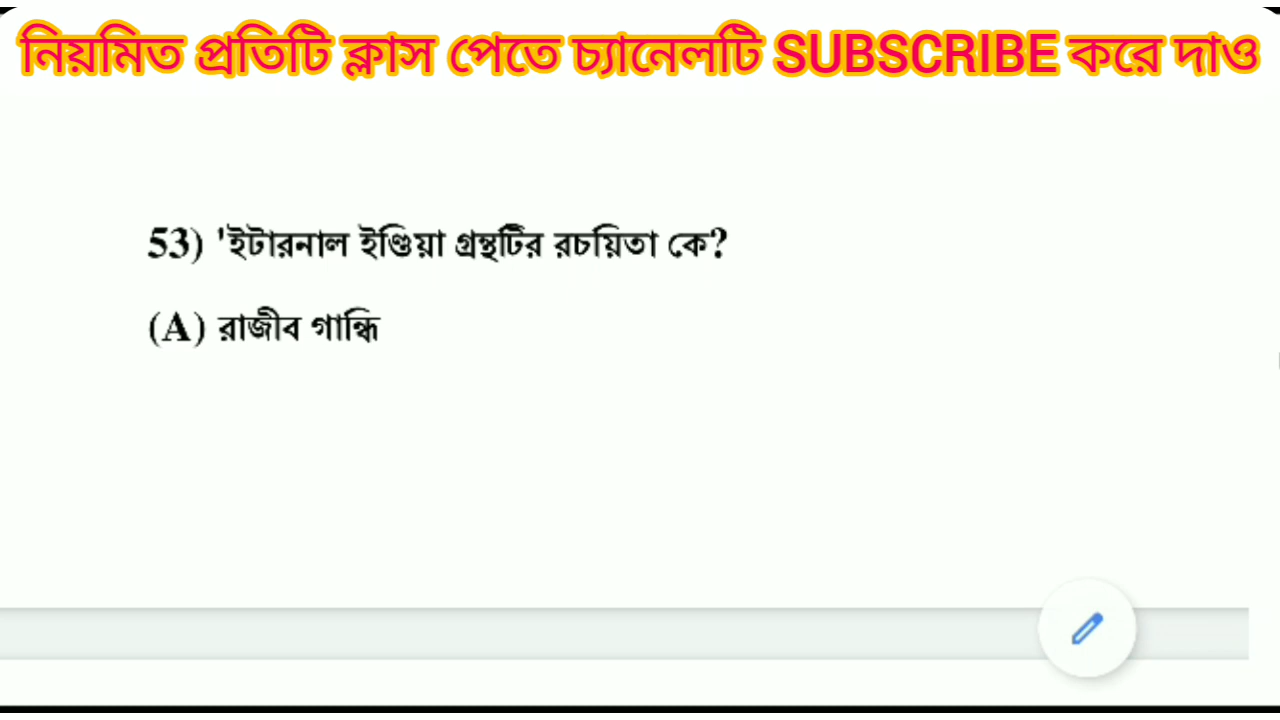 নিয়মিত প্রতিটি ক্লাস পেতে চ্যানেলটি SUBSCRIBE করে দাও
53) 'ইটারনাল ইণ্ডিয়া গ্রন্থটির রচয়িতা কে?
(A) রাজীব গান্ধি